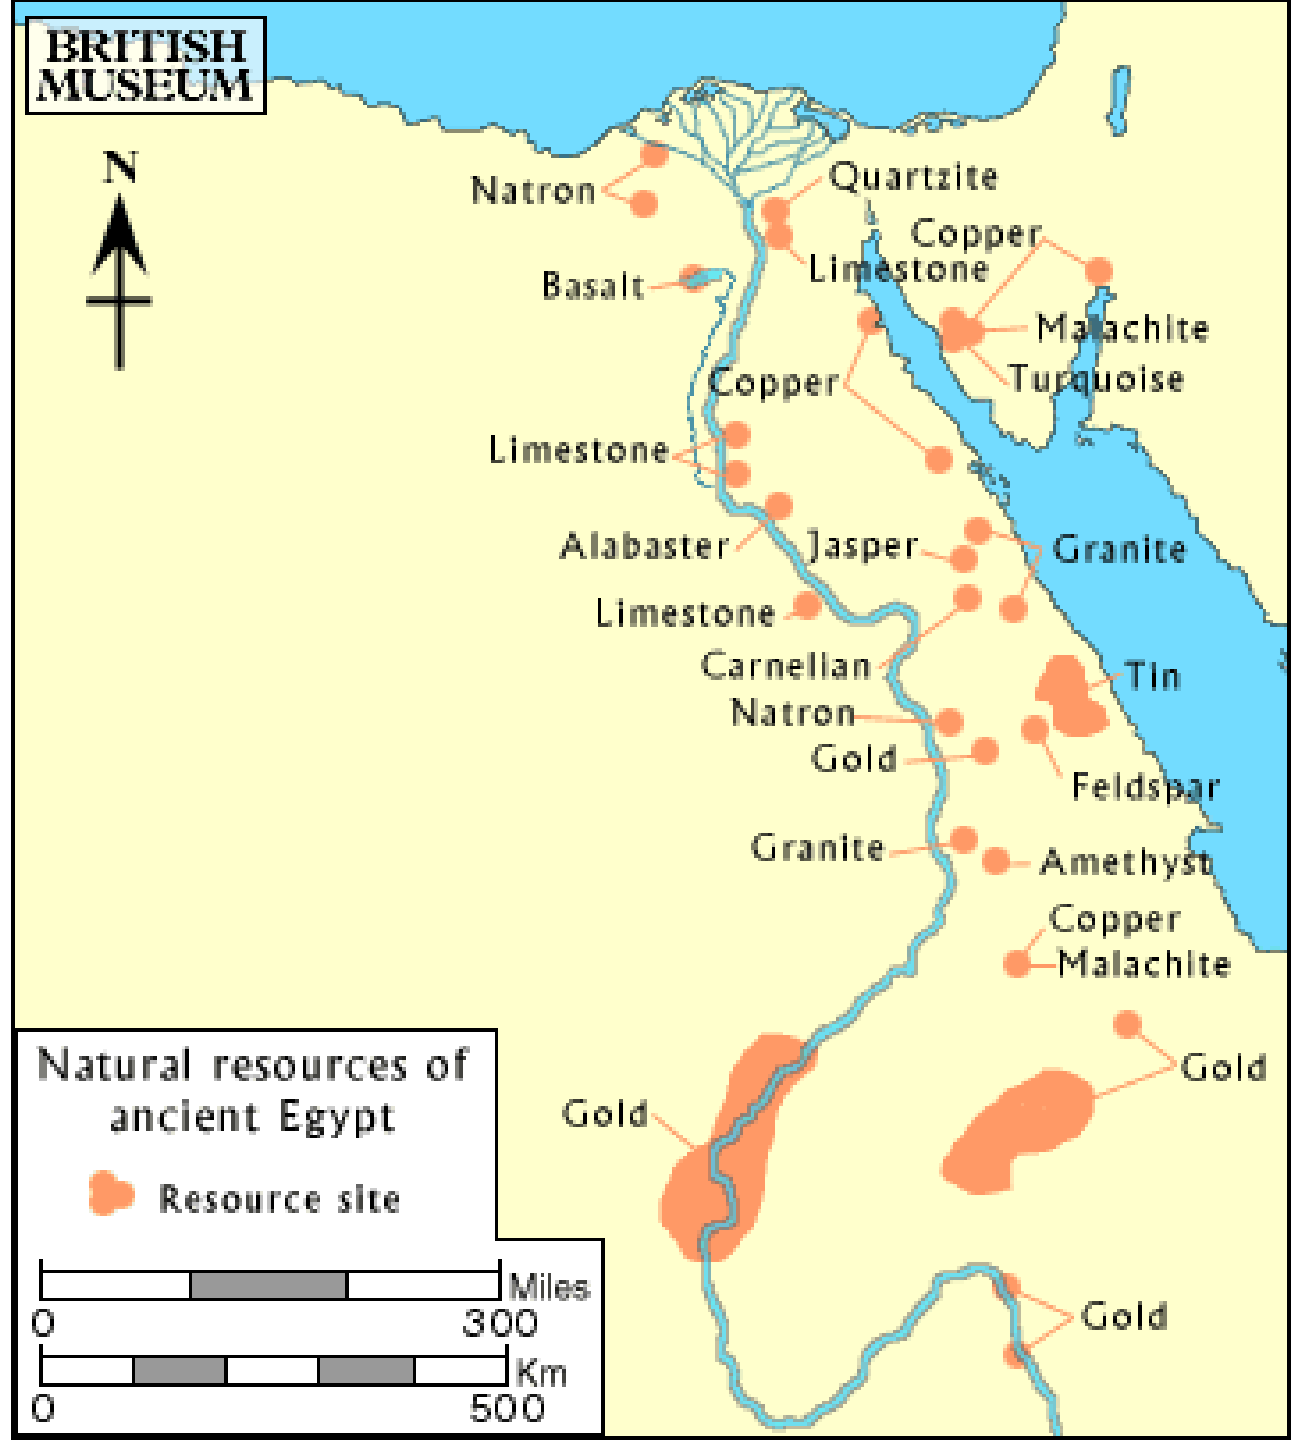 BRITISH
MUSEUM
N
Quartzite
Natron
Copper
Limestone
Basalt
Malachite
Turquoise
Copper
Limestone
Alabaster
Jasper
Granite
Limestone
Carnelian
Tin
Natron
Gold
Feldspar
Granite
Amethyst
Copper
Malachite
Gold
Gold
Gold
Natural resources of
ancient Egypt
Resource site
Miles
0 300
Km
0 500